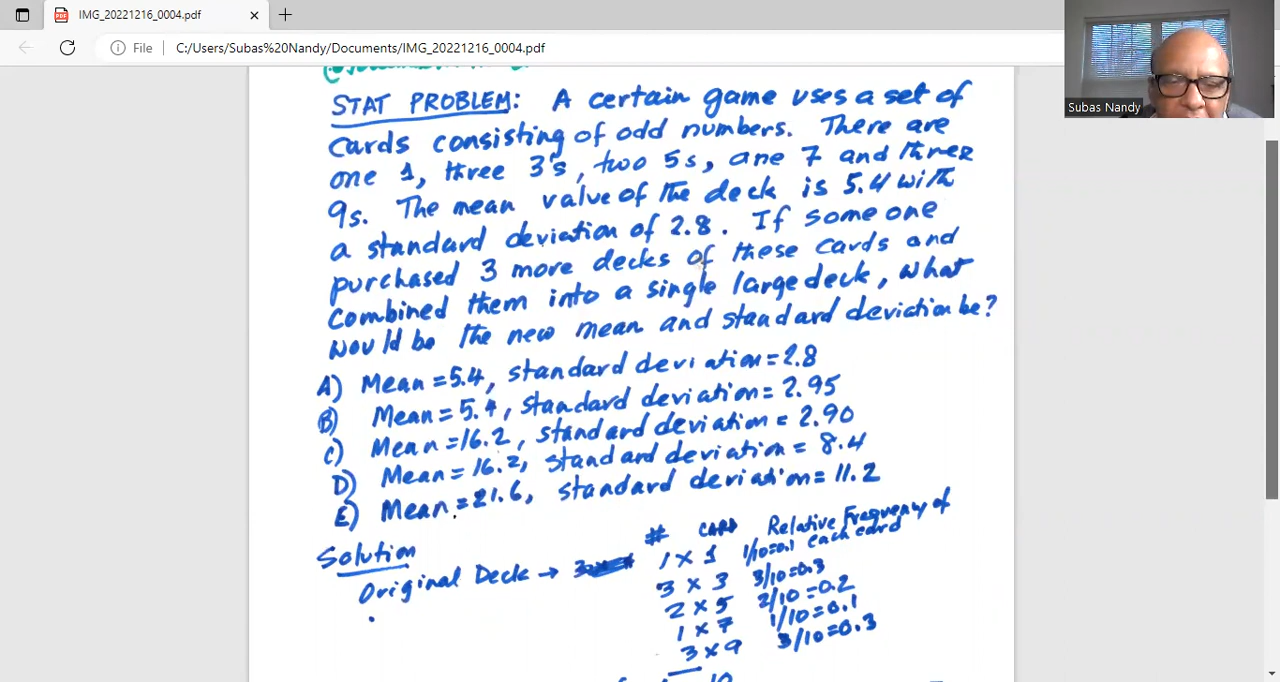 IMG_20221216_0004.pdf
File
C:/Users/Subas%20Nandy/Documents/IMG_20221216_0004.pdf
Subas Nandy
STAT PROBLEM: A certain game uses a set of
cards consisting of odd numbers. There are
one 1, three 3's, two 5s, one 7 and three
9s. The mean value of the deck is 5.4 with
a standard deviation of 2.8. If some one
purchased 3 more decks of these cards and
combined them into a single large deck, what
would be the new mean and standard deviation be?
A) Mean = 5.4, standard deviation = 2.8
B) Mean = 5.4, standard deviation = 2.95
C) Mean = 16.2, standard deviation = 2.90
D) Mean = 16.2, standard deviation = 8.4
E) Mean = 21.6, standard deviation = 11.2
Solution
# CARD Relative Frequency of
each card
Original Deck → 1 x 1 1/10=0.1
3 x 3 3/10=0.3
2 x 5 2/10=0.2
1 x 7 1/10=0.1
3 x 9 3/10=0.3
10